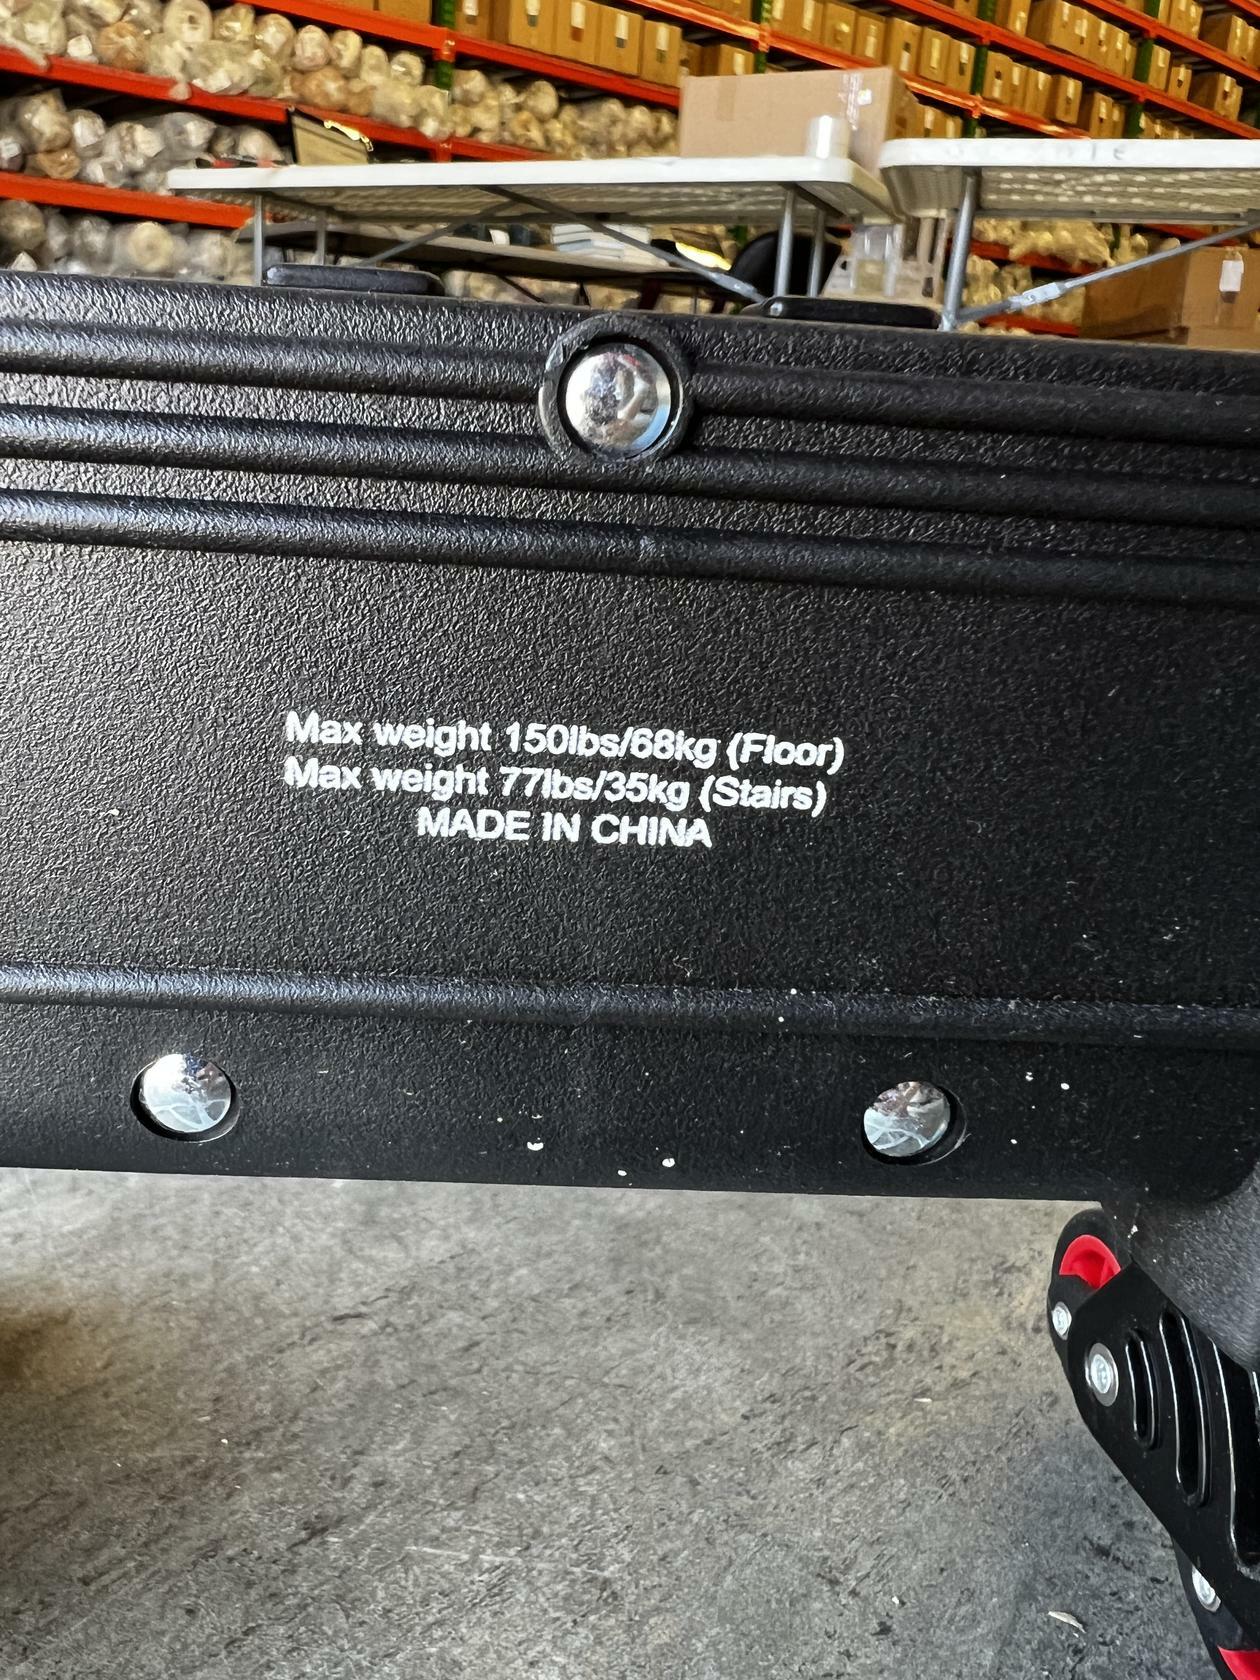 Max weight 150lbs/68kg (Floor)
Max weight 77lbs/35kg (Stairs)
MADE IN CHINA